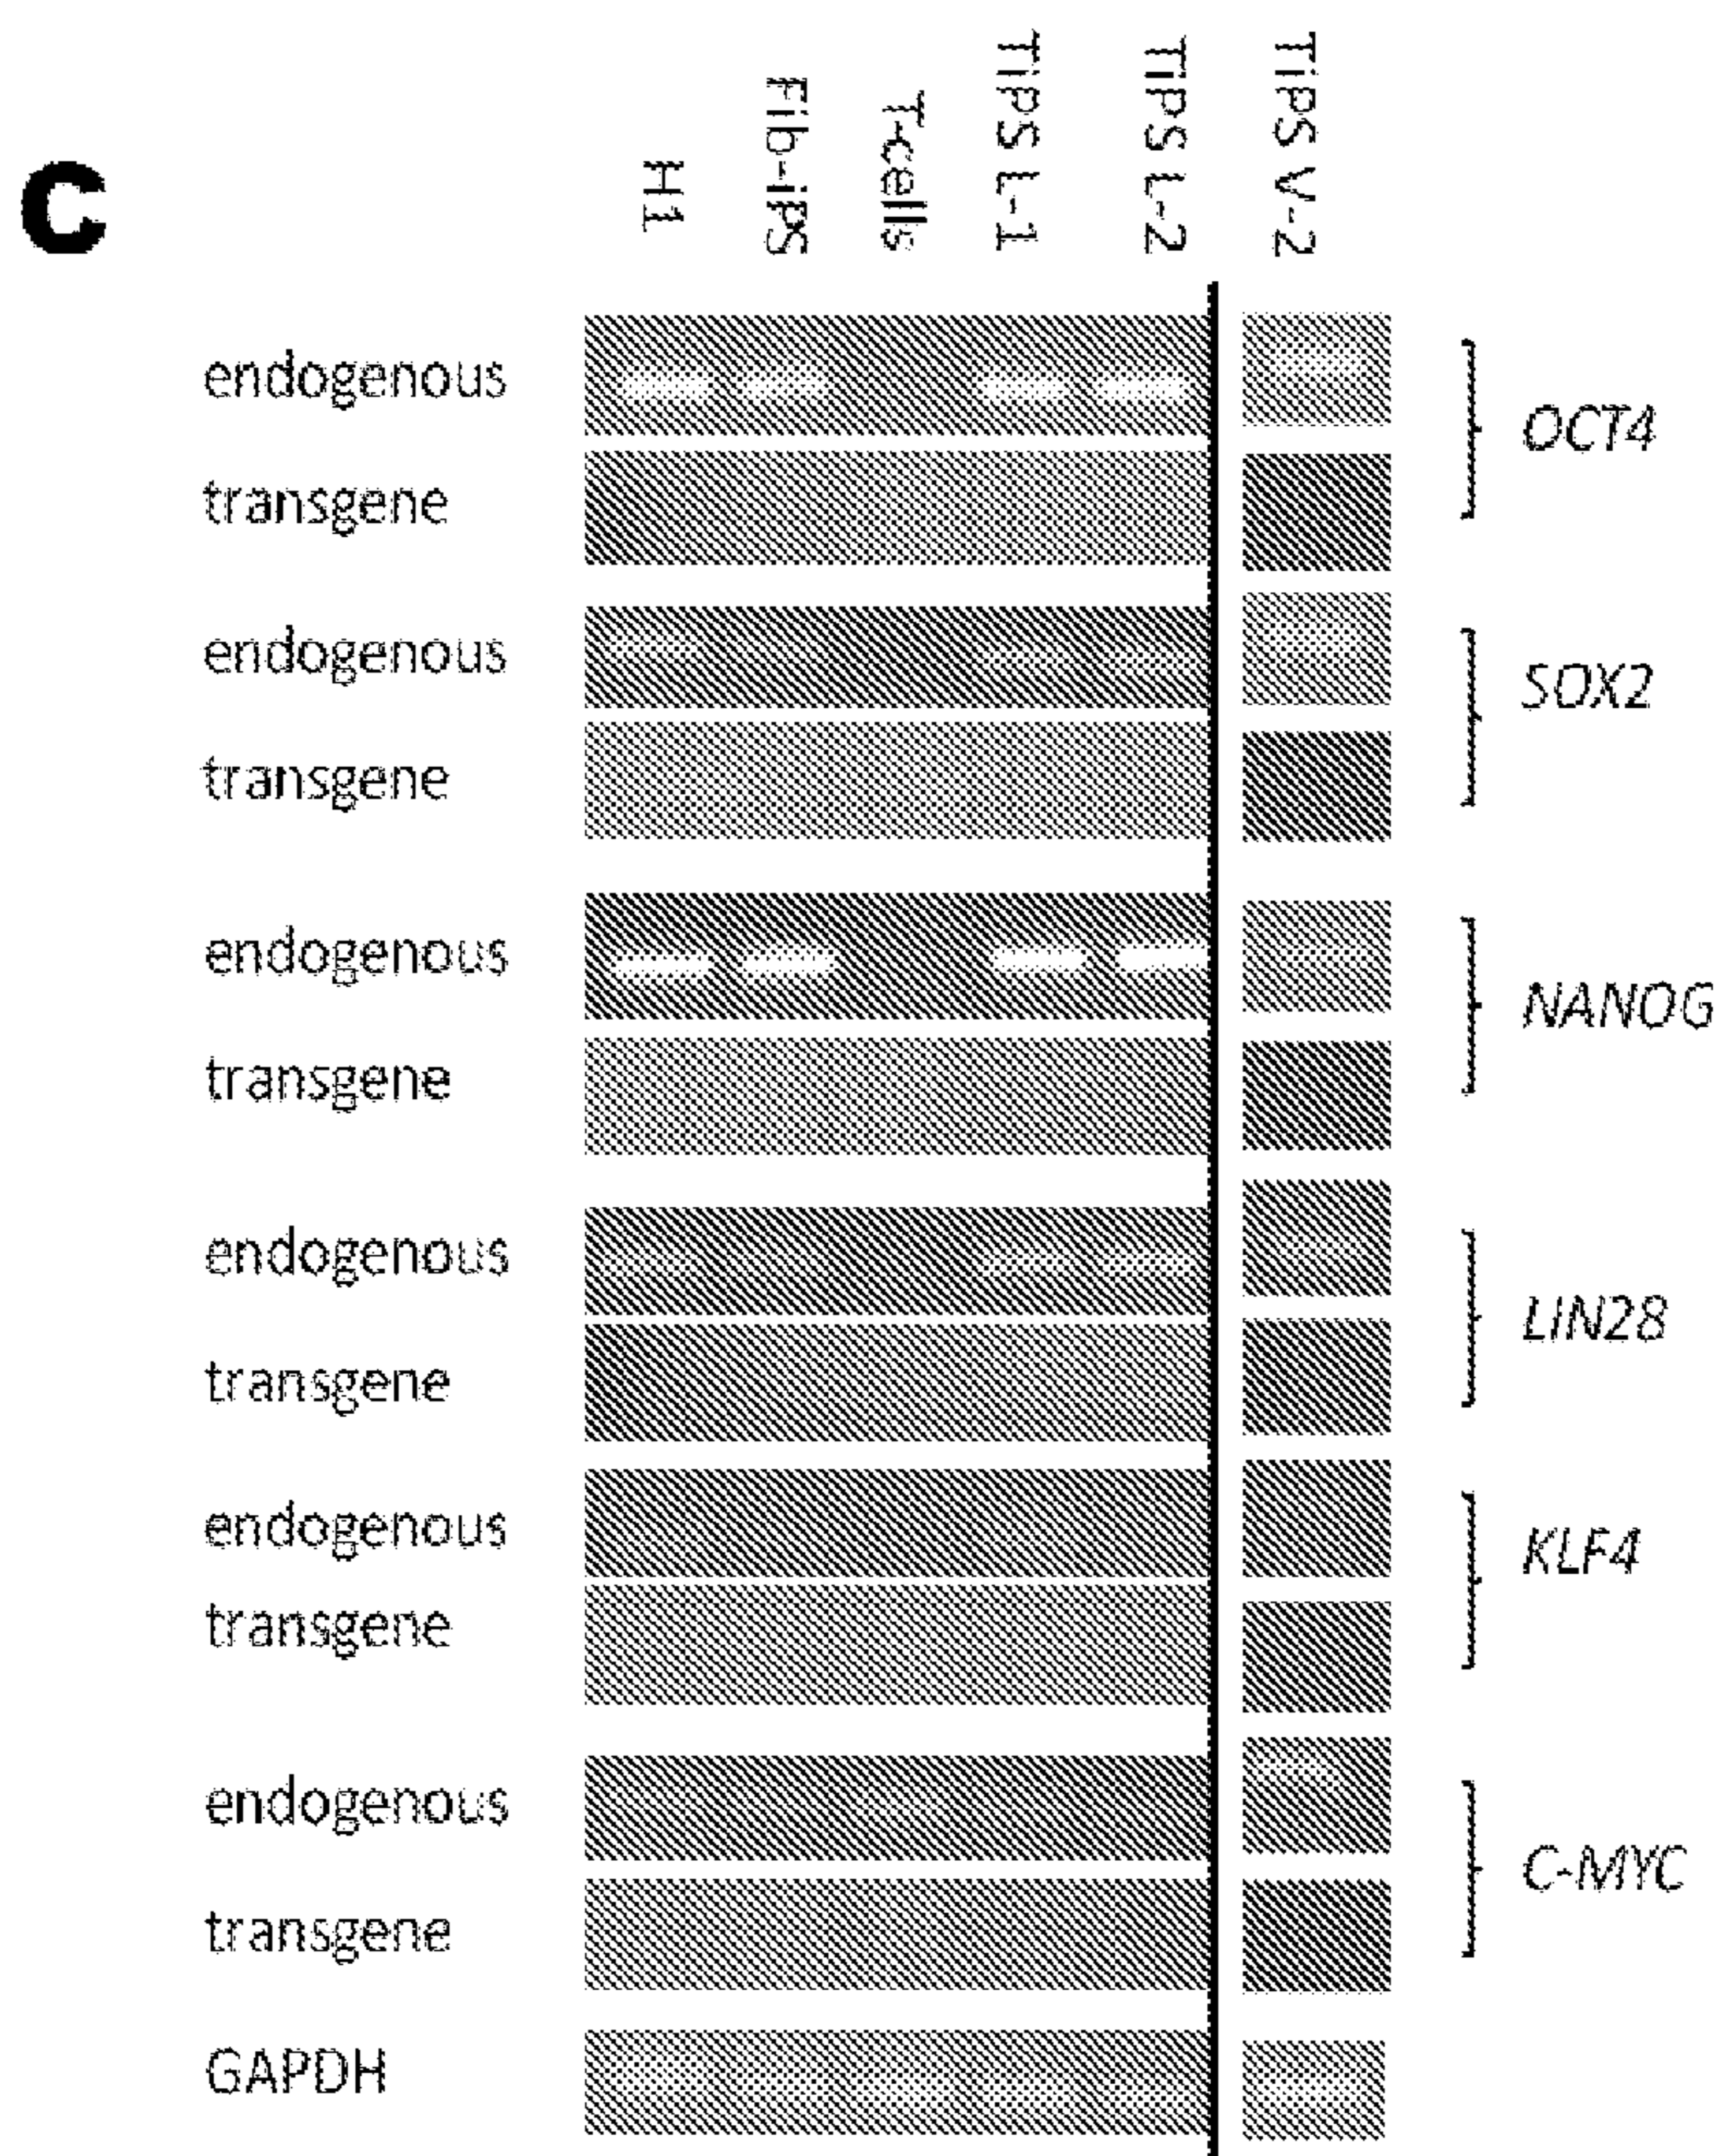 C
H1
Fib-iPS
T-cells
TiPS L-1
TiPS L-2
TiPS V-2
endogenous
transgene
OCT4
endogenous
transgene
SOX2
endogenous
transgene
NANOG
endogenous
transgene
LIN28
endogenous
transgene
KLF4
endogenous
transgene
C-MYC
GAPDH